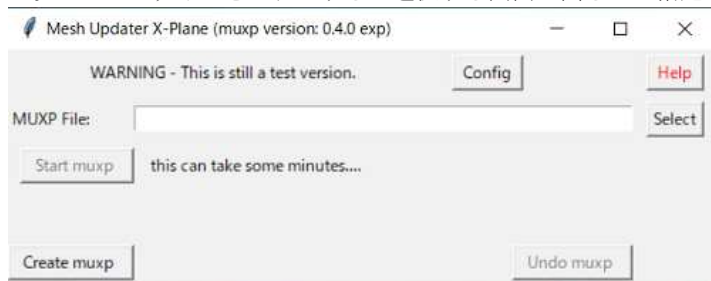 Mesh Updater X-Plane (muxp version: 0.4.0 exp)
WARNING - This is still a test version. Config Help
MUXP File: Select
Start muxp this can take some minutes....
Create muxp Undo muxp